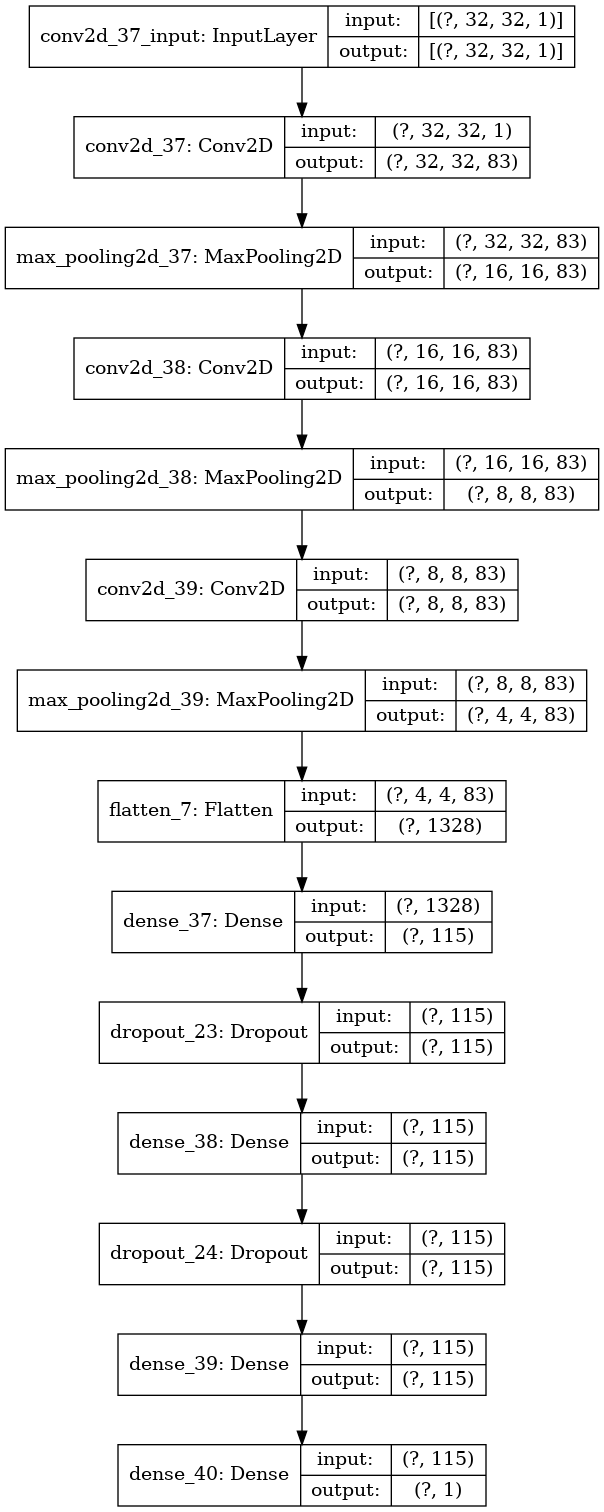 conv2d_37_input: InputLayer
input: [(?, 32, 32, 1)]
output: [(?, 32, 32, 1)]
conv2d_37: Conv2D
input: (?, 32, 32, 1)
output: (?, 32, 32, 83)
max_pooling2d_37: MaxPooling2D
input: (?, 32, 32, 83)
output: (?, 16, 16, 83)
conv2d_38: Conv2D
input: (?, 16, 16, 83)
output: (?, 16, 16, 83)
max_pooling2d_38: MaxPooling2D
input: (?, 16, 16, 83)
output: (?, 8, 8, 83)
conv2d_39: Conv2D
input: (?, 8, 8, 83)
output: (?, 8, 8, 83)
max_pooling2d_39: MaxPooling2D
input: (?, 8, 8, 83)
output: (?, 4, 4, 83)
flatten_7: Flatten
input: (?, 4, 4, 83)
output: (?, 1328)
dense_37: Dense
input: (?, 1328)
output: (?, 115)
dropout_23: Dropout
input: (?, 115)
output: (?, 115)
dense_38: Dense
input: (?, 115)
output: (?, 115)
dropout_24: Dropout
input: (?, 115)
output: (?, 115)
dense_39: Dense
input: (?, 115)
output: (?, 115)
dense_40: Dense
input: (?, 115)
output: (?, 1)